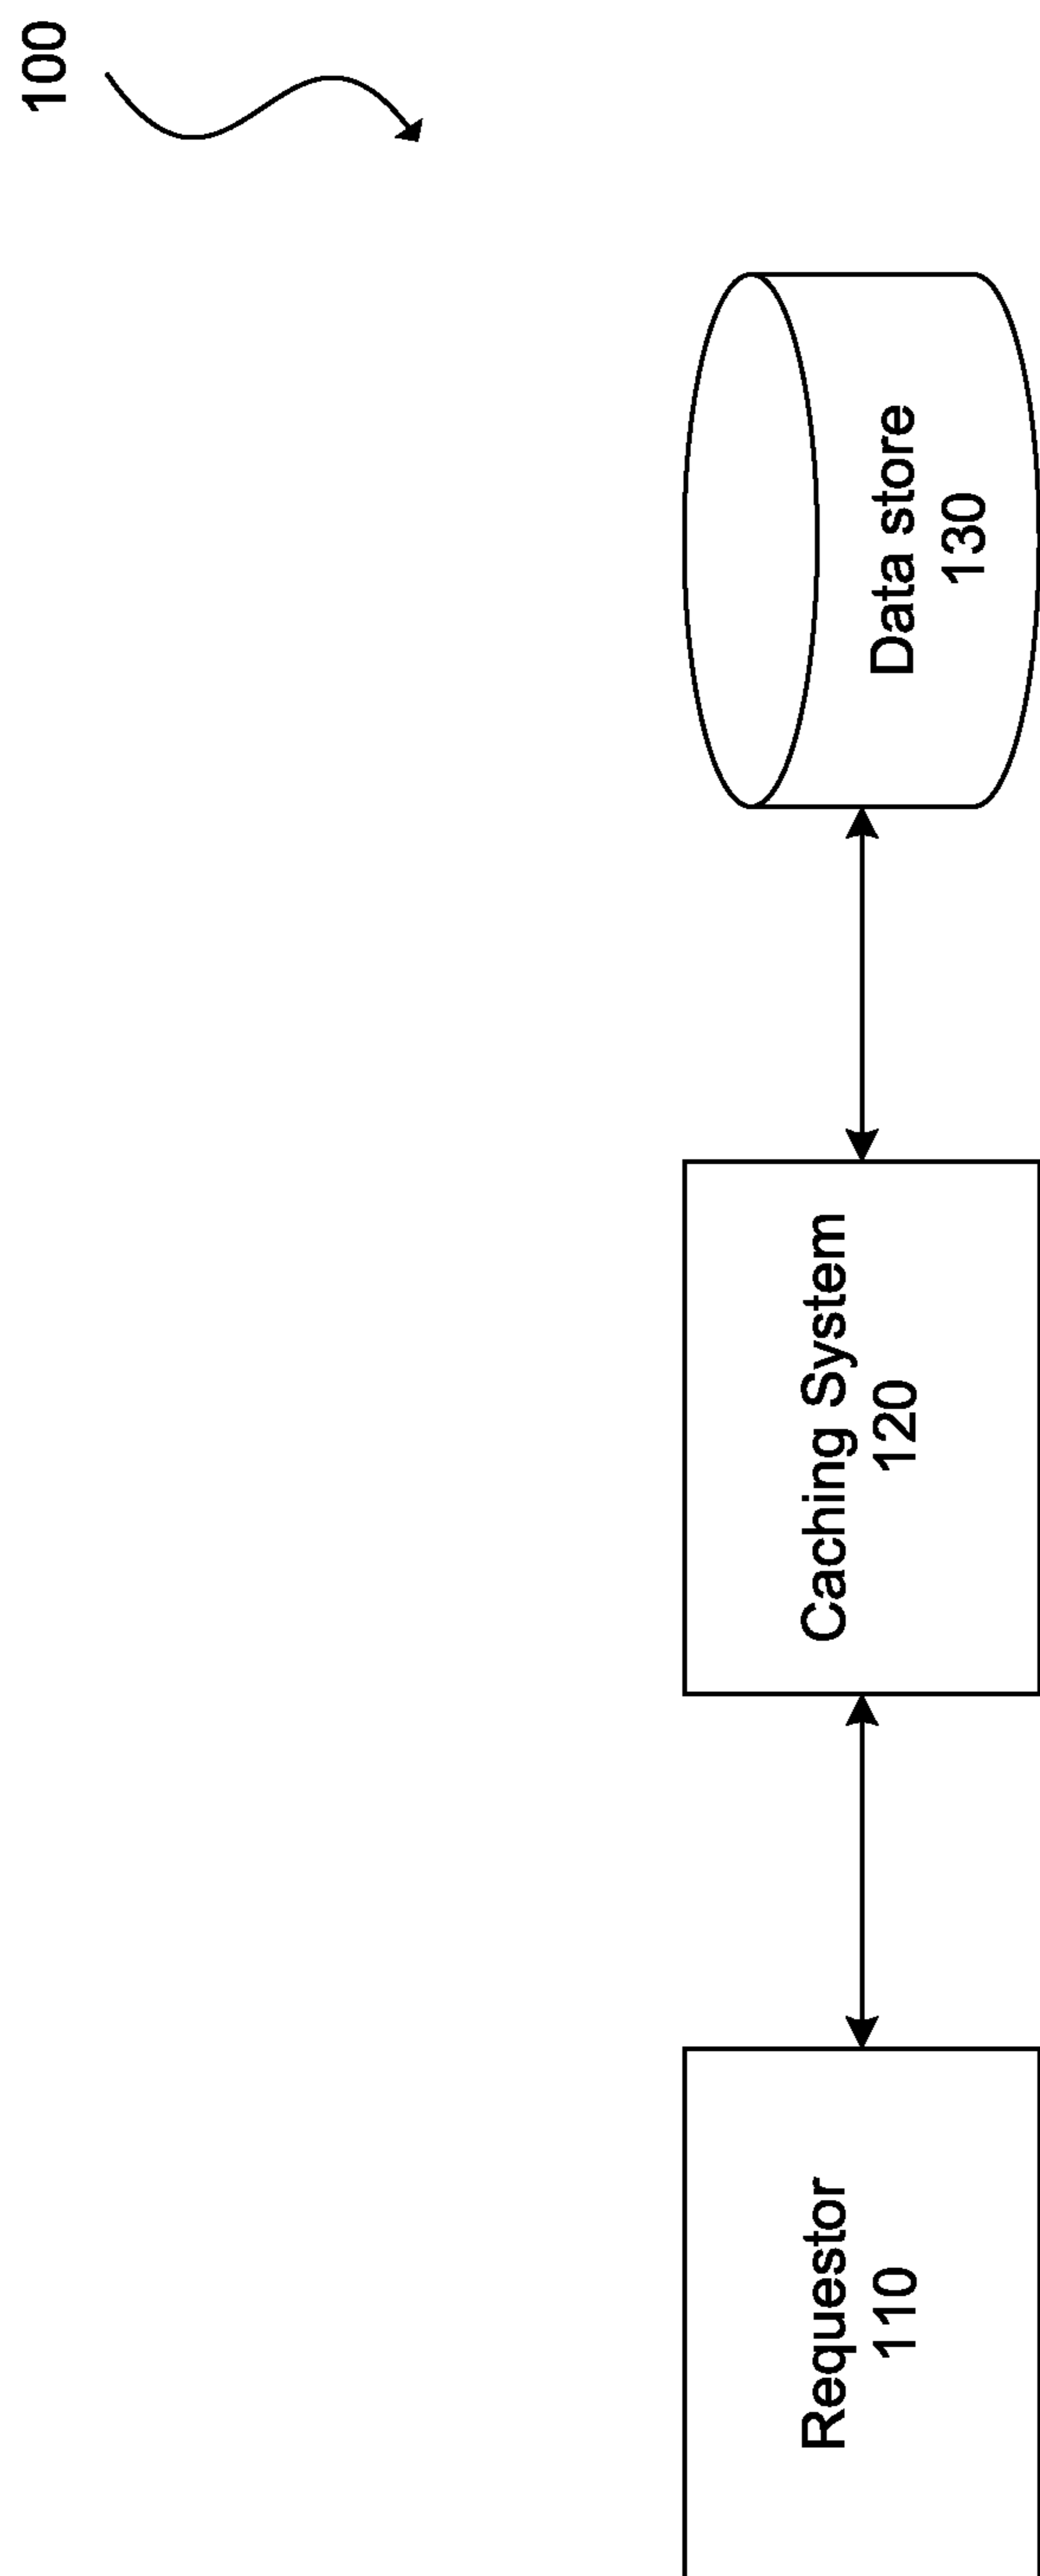 100
Requestor
110
Caching System
120
Data store
130